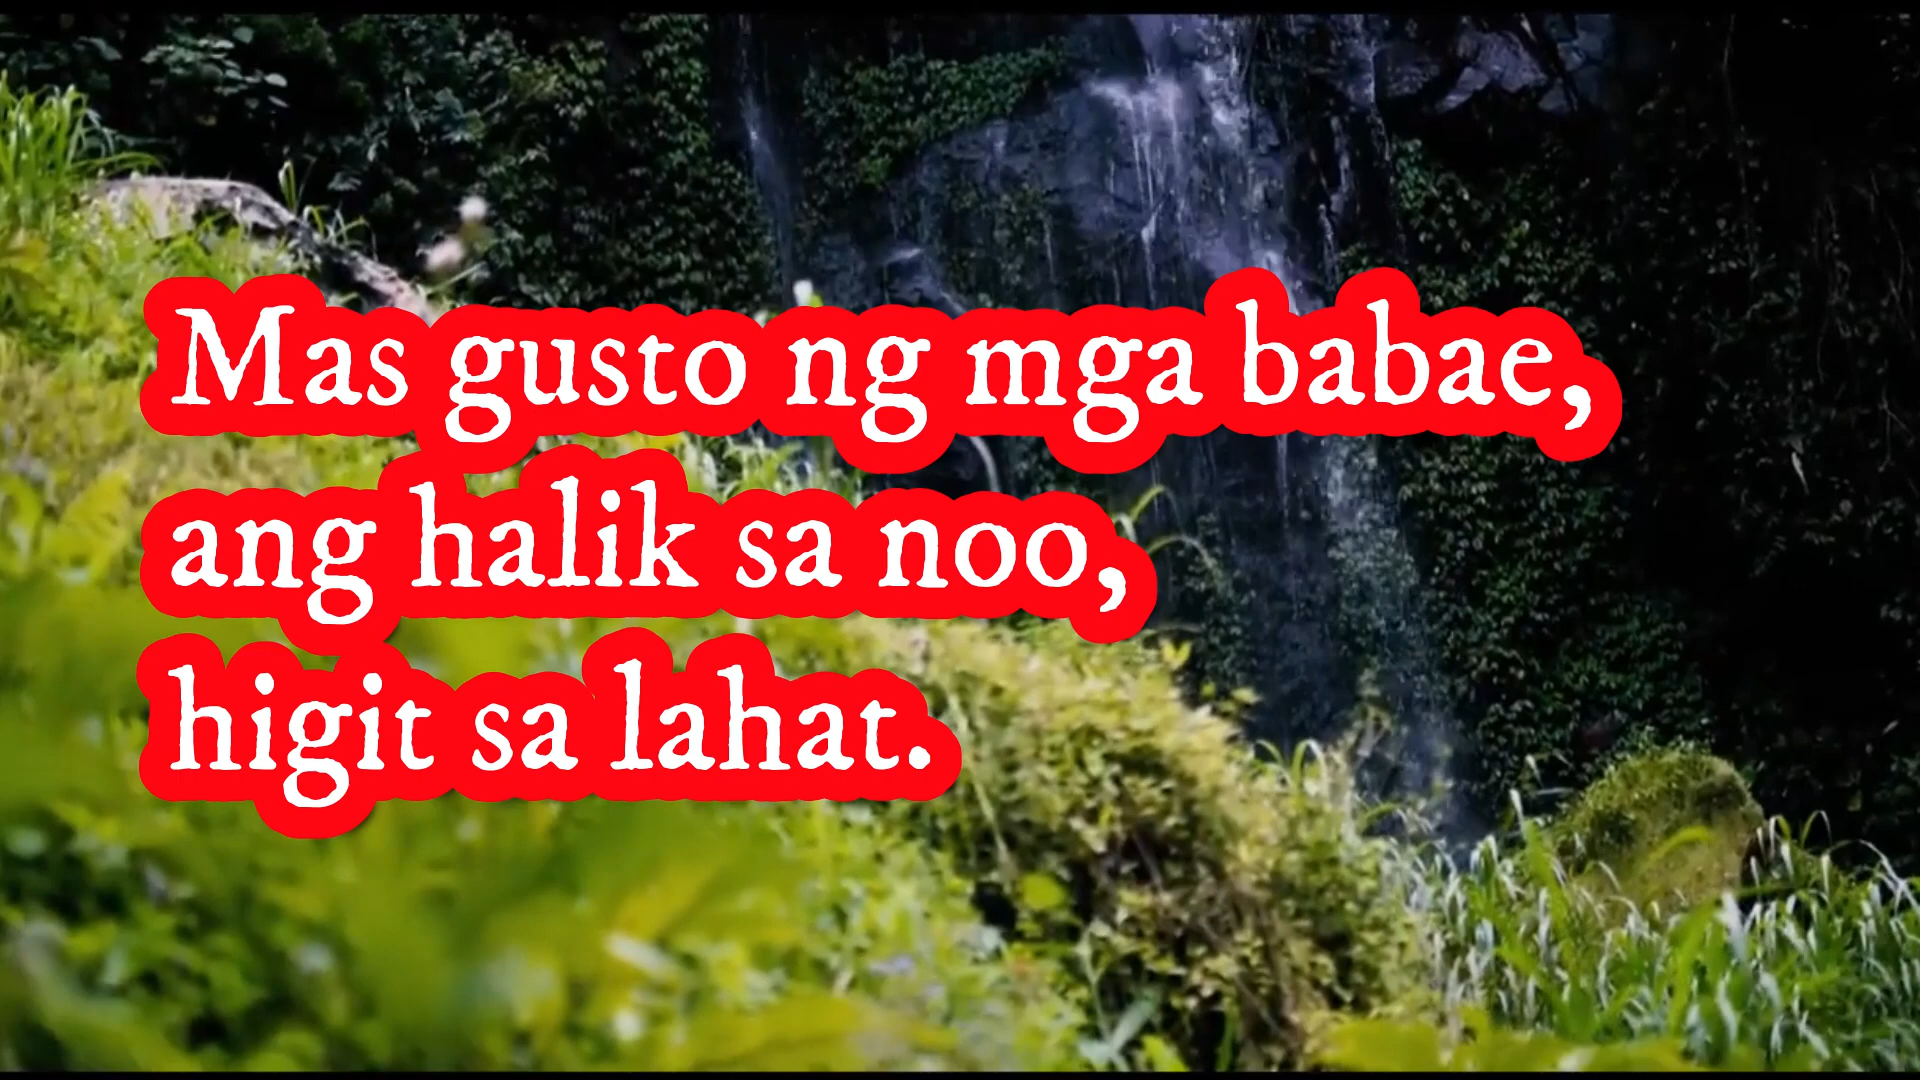 Mas gusto ng mga babae,
ang halik sa noo,
higit sa lahat.